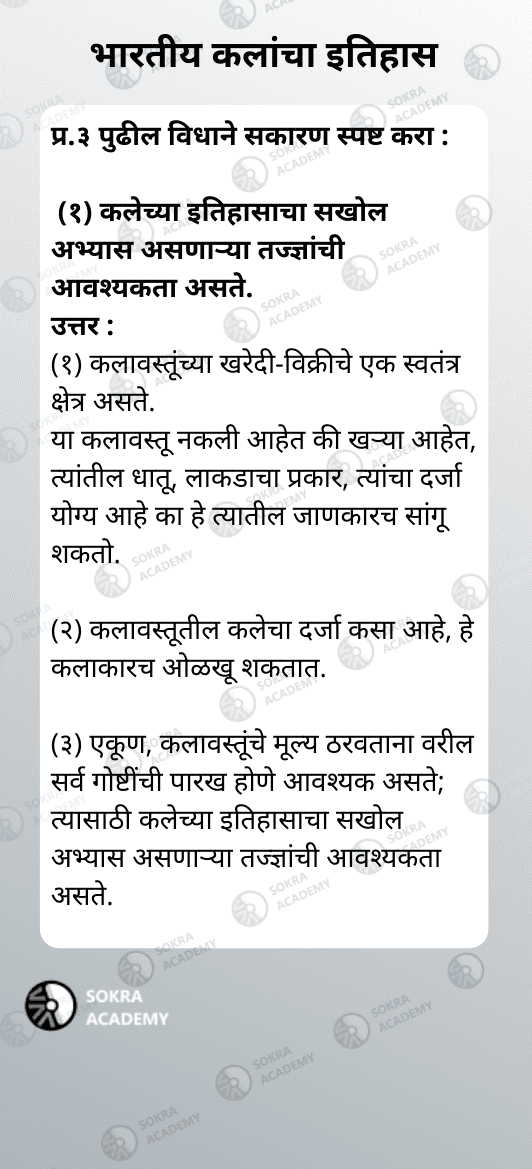 भारतीय कलांचा इतिहास
प्र.३ पुढील विधाने सकारण स्पष्ट करा :
(१) कलेच्या इतिहासाचा सखोल
अभ्यास असणाऱ्या तज्ज्ञांची
आवश्यकता असते.
उत्तर :
(१) कलावस्तूंच्या खरेदी-विक्रीचे एक स्वतंत्र
क्षेत्र असते.
या कलावस्तू नकली आहेत की खऱ्या आहेत,
त्यांतील धातू, लाकडाचा प्रकार, त्यांचा दर्जा
योग्य आहे का हे त्यातील जाणकारच सांगू
शकतो.
(२) कलावस्तूतील कलेचा दर्जा कसा आहे, हे
कलाकारच ओळखू शकतात.
(३) एकूण, कलावस्तूंचे मूल्य ठरवताना वरील
सर्व गोष्टींची पारख होणे आवश्यक असते;
त्यासाठी कलेच्या इतिहासाचा सखोल
अभ्यास असणाऱ्या तज्ज्ञांची आवश्यकता
असते.
SOKRA
ACADEMY